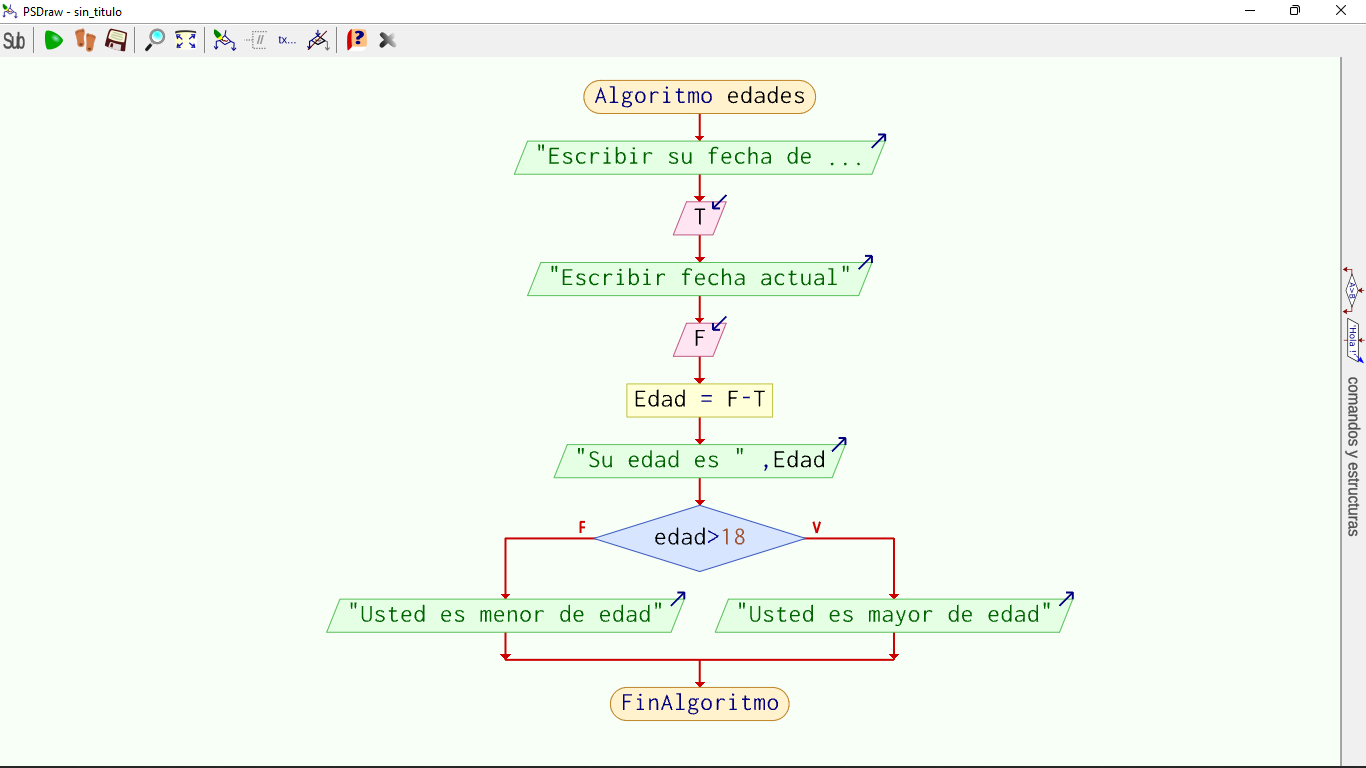 PSDraw - sin_titulo
Sub
tx...
Algoritmo edades
"Escribir su fecha de ...
T
"Escribir fecha actual"
F
Edad = F-T
"Su edad es " ,Edad
F
V
edad>18
"Usted es menor de edad"
"Usted es mayor de edad"
FinAlgoritmo
A>B
"Hola !"
comandos y estructuras